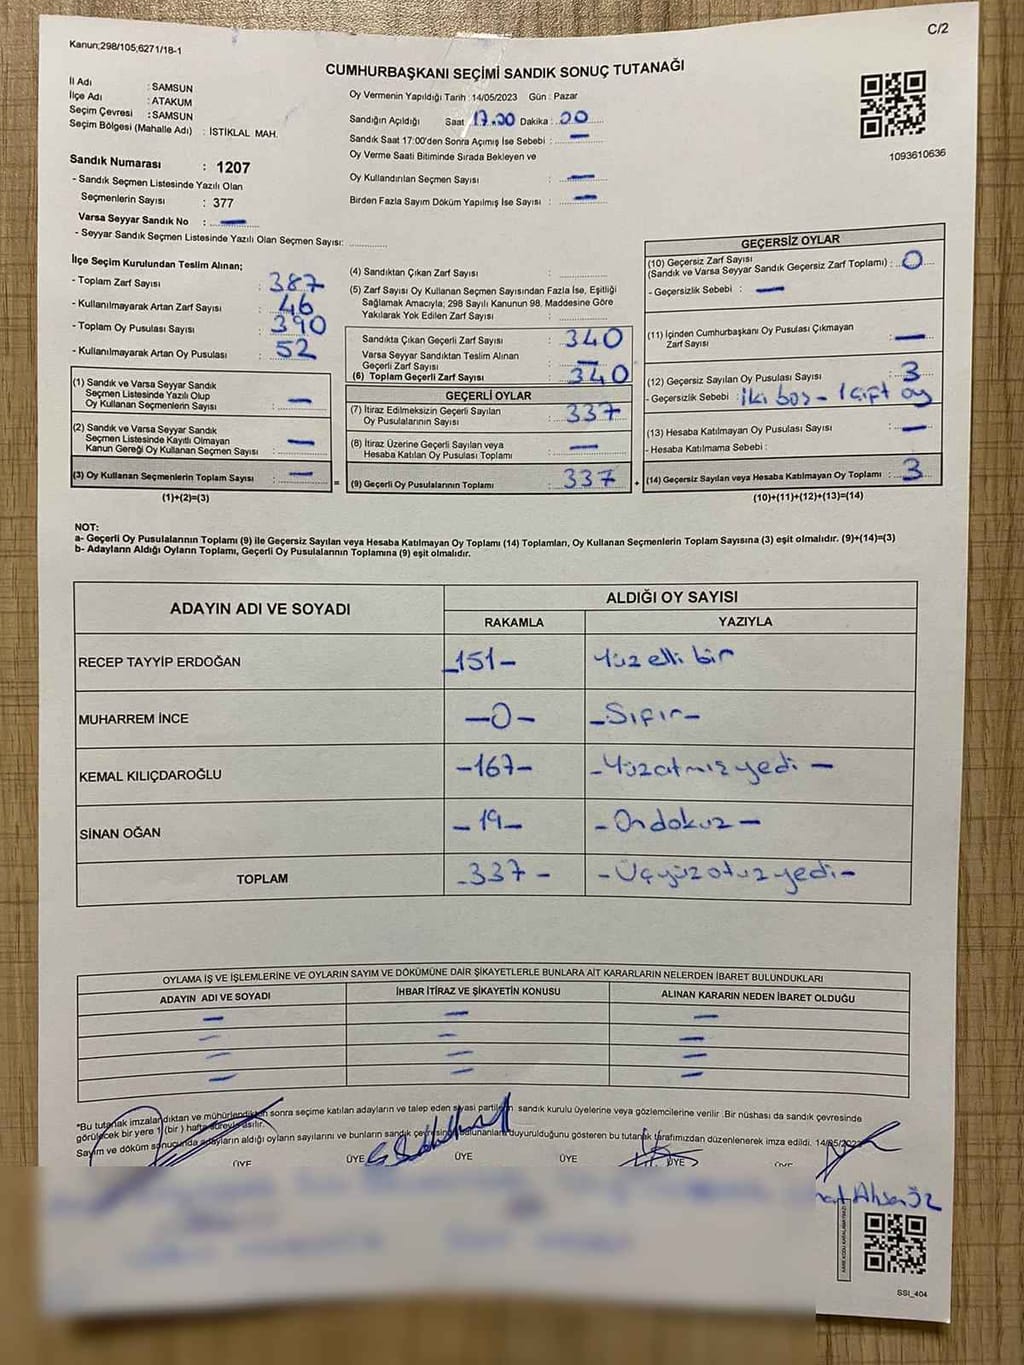 C/2
Kanun;298/105;6271/18-1
CUMHURBAŞKANI SEÇİMİ SANDIK SONUÇ TUTANAĞI
İl Adı : SAMSUN
İlçe Adı : ATAKUM
Seçim Çevresi : SAMSUN
Seçim Bölgesi (Mahalle Adı) : İSTİKLAL MAH.
Oy Vermenin Yapıldığı Tarih : 14/05/2023 Gün : Pazar
Sandığın Açıldığı Saat 17.00 Dakika : 00
Sandık Saat 17:00'den Sonra Açımış İse Sebebi : —
Oy Verme Saati Bitiminde Sırada Bekleyen ve
Oy Kullandırılan Seçmen Sayısı : —
Birden Fazla Sayım Döküm Yapılmış İse Sayısı : —
1093610636
Sandık Numarası : 1207
- Sandık Seçmen Listesinde Yazılı Olan
Seçmenlerin Sayısı : 377
Varsa Seyyar Sandık No : —
- Seyyar Sandık Seçmen Listesinde Yazılı Olan Seçmen Sayısı:
İlçe Seçim Kurulundan Teslim Alınan;
- Toplam Zarf Sayısı : 387
- Kullanılmayarak Artan Zarf Sayısı : 46
- Toplam Oy Pusulası Sayısı : 390
- Kullanılmayarak Artan Oy Pusulası : 52
(1) Sandık ve Varsa Seyyar Sandık
Seçmen Listesinde Yazılı Olup
Oy Kullanan Seçmenlerin Sayısı : —
(2) Sandık ve Varsa Seyyar Sandık
Seçmen Listesinde Kayıtlı Olmayan
Kanun Gereği Oy Kullanan Seçmen Sayısı : —
(3) Oy Kullanan Seçmenlerin Toplam Sayısı : —
(1)+(2)=(3)
(4) Sandıktan Çıkan Zarf Sayısı :
(5) Zarf Sayısı Oy Kullanan Seçmen Sayısından Fazla İse, Eşitliği
Sağlamak Amacıyla; 298 Sayılı Kanunun 98. Maddesine Göre
Yakılarak Yok Edilen Zarf Sayısı :
Sandıkta Çıkan Geçerli Zarf Sayısı : 340
Varsa Seyyar Sandıktan Teslim Alınan
Geçerli Zarf Sayısı : —
(6) Toplam Geçerli Zarf Sayısı : 340
GEÇERLİ OYLAR
(7) İtiraz Edilmeksizin Geçerli Sayılan
Oy Pusulalarının Sayısı : 337
(8) İtiraz Üzerine Geçerli Sayılan veya
Hesaba Katılan Oy Pusulası Toplamı : —
= (9) Geçerli Oy Pusulalarının Toplamı : 337
GEÇERSİZ OYLAR
(10) Geçersiz Zarf Sayısı
(Sandık ve Varsa Seyyar Sandık Geçersiz Zarf Toplamı) : 0
- Geçersizlik Sebebi : —
(11) İçinden Cumhurbaşkanı Oy Pusulası Çıkmayan
Zarf Sayısı : —
(12) Geçersiz Sayılan Oy Pusulası Sayısı : 3
- Geçersizlik Sebebi : iki boş - 1 çift oy
(13) Hesaba Katılmayan Oy Pusulası Sayısı : —
- Hesaba Katılmama Sebebi :
+ (14) Geçersiz Sayılan veya Hesaba Katılmayan Oy Toplamı : 3
(10)+(11)+(12)+(13)=(14)
NOT:
a- Geçerli Oy Pusulalarının Toplamı (9) ile Geçersiz Sayılan veya Hesaba Katılmayan Oy Toplamı (14) Toplamları, Oy Kullanan Seçmenlerin Toplam Sayısına (3) eşit olmalıdır. (9)+(14)=(3)
b- Adayların Aldığı Oyların Toplamı, Geçerli Oy Pusulalarının Toplamına (9) eşit olmalıdır.
ADAYIN ADI VE SOYADI ALDIĞI OY SAYISI
RAKAMLA YAZIYLA
RECEP TAYYİP ERDOĞAN -151- Yüz elli bir
MUHARREM İNCE -0- -Sıfır-
KEMAL KILIÇDAROĞLU -167- -Yüzatmış yedi -
SİNAN OĞAN -19- -On dokuz -
TOPLAM -337- -Üçyüz otuz yedi-
OYLAMA İŞ VE İŞLEMLERİNE VE OYLARIN SAYIM VE DÖKÜMÜNE DAİR ŞİKAYETLERLE BUNLARA AİT KARARLARIN NELERDEN İBARET BULUNDUKLARI
ADAYIN ADI VE SOYADI İHBAR İTİRAZ VE ŞİKAYETİN KONUSU ALINAN KARARIN NEDEN İBARET OLDUĞU
— — —
— — —
— — —
— — —
*Bu tutanak imzalandıktan ve mühürlendikten sonra seçime katılan adayların ve talep eden siyasi partilerin sandık kurulu üyelerine veya gözlemcilerine verilir. Bir nüshası da sandık çevresinde
görülecek bir yere 1 (bir) hafta süreyle asılır.
Sayım ve döküm sonucunda adayların aldığı oyların sayılarını ve bunların sandık çevresinde bulunanlara duyurulduğunu gösteren bu tutanak tarafımızdan düzenlenerek imza edildi. 14/05/2023
ÜYE ÜYE ÜYE ÜYE ÜYE ÜYE
SSI_404